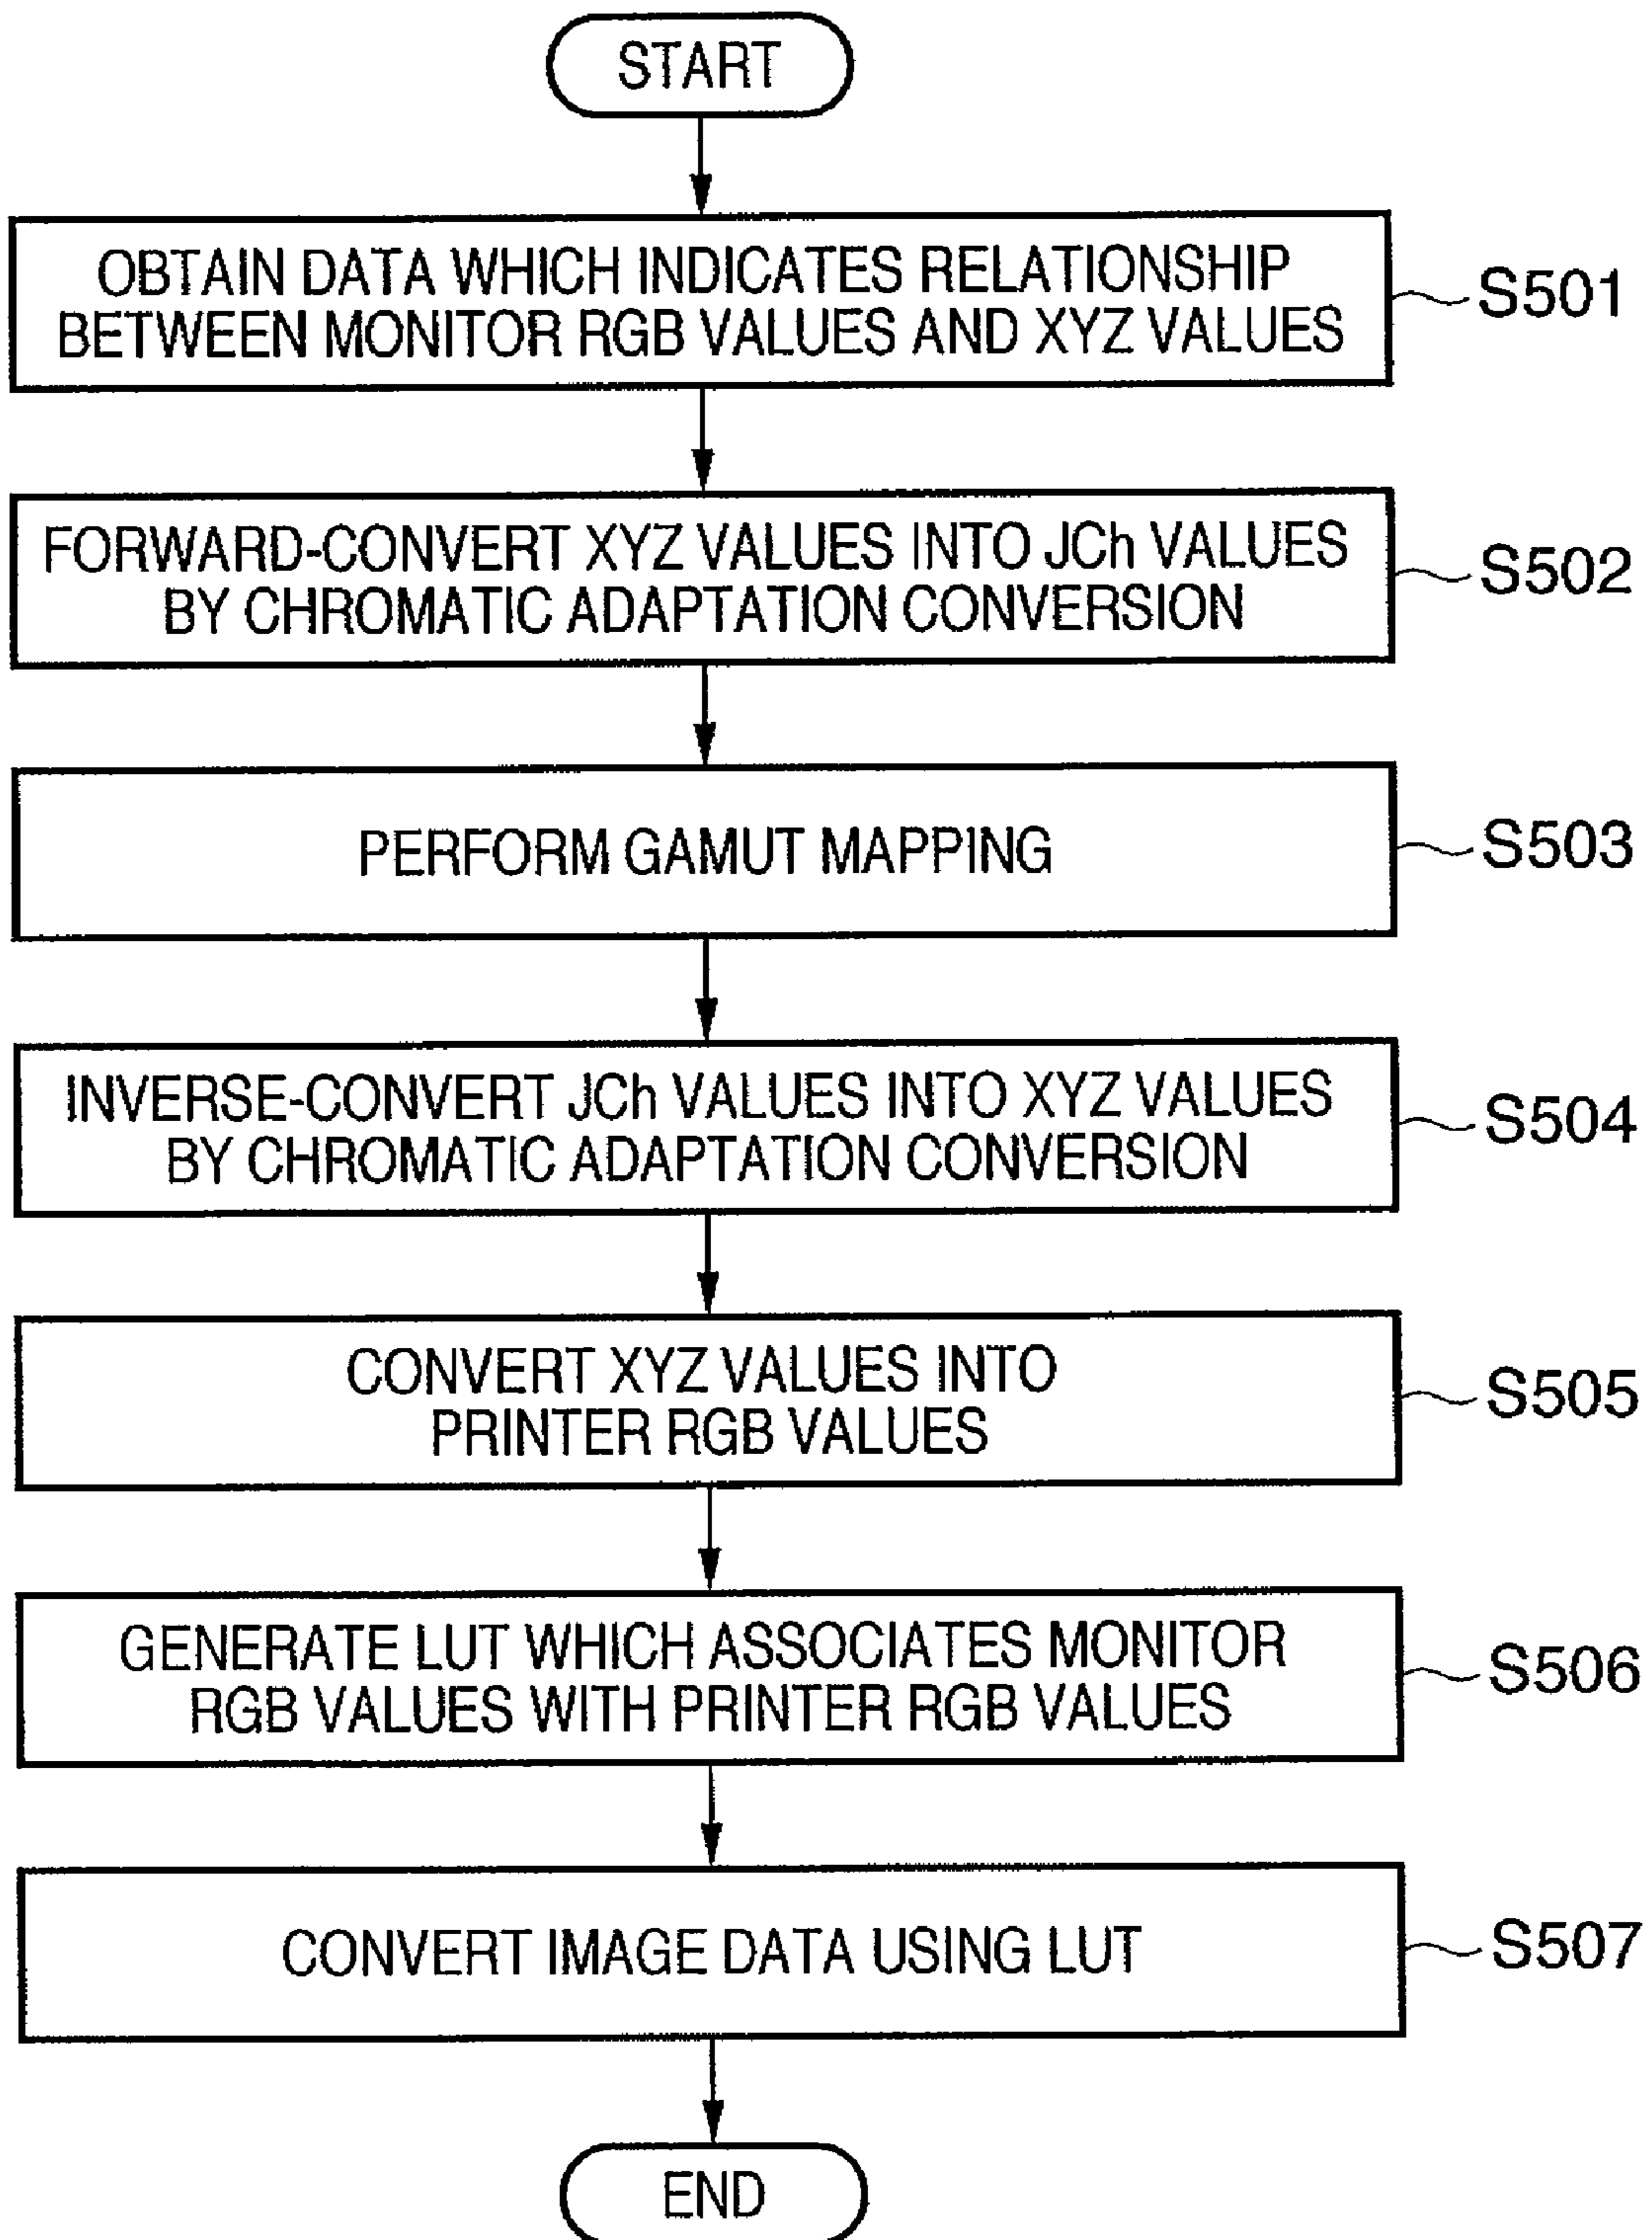 START
OBTAIN DATA WHICH INDICATES RELATIONSHIP
BETWEEN MONITOR RGB VALUES AND XYZ VALUES
S501
FORWARD-CONVERT XYZ VALUES INTO JCh VALUES
BY CHROMATIC ADAPTATION CONVERSION
S502
PERFORM GAMUT MAPPING
S503
INVERSE-CONVERT JCh VALUES INTO XYZ VALUES
BY CHROMATIC ADAPTATION CONVERSION
S504
CONVERT XYZ VALUES INTO
PRINTER RGB VALUES
S505
GENERATE LUT WHICH ASSOCIATES MONITOR
RGB VALUES WITH PRINTER RGB VALUES
S506
CONVERT IMAGE DATA USING LUT
S507
END